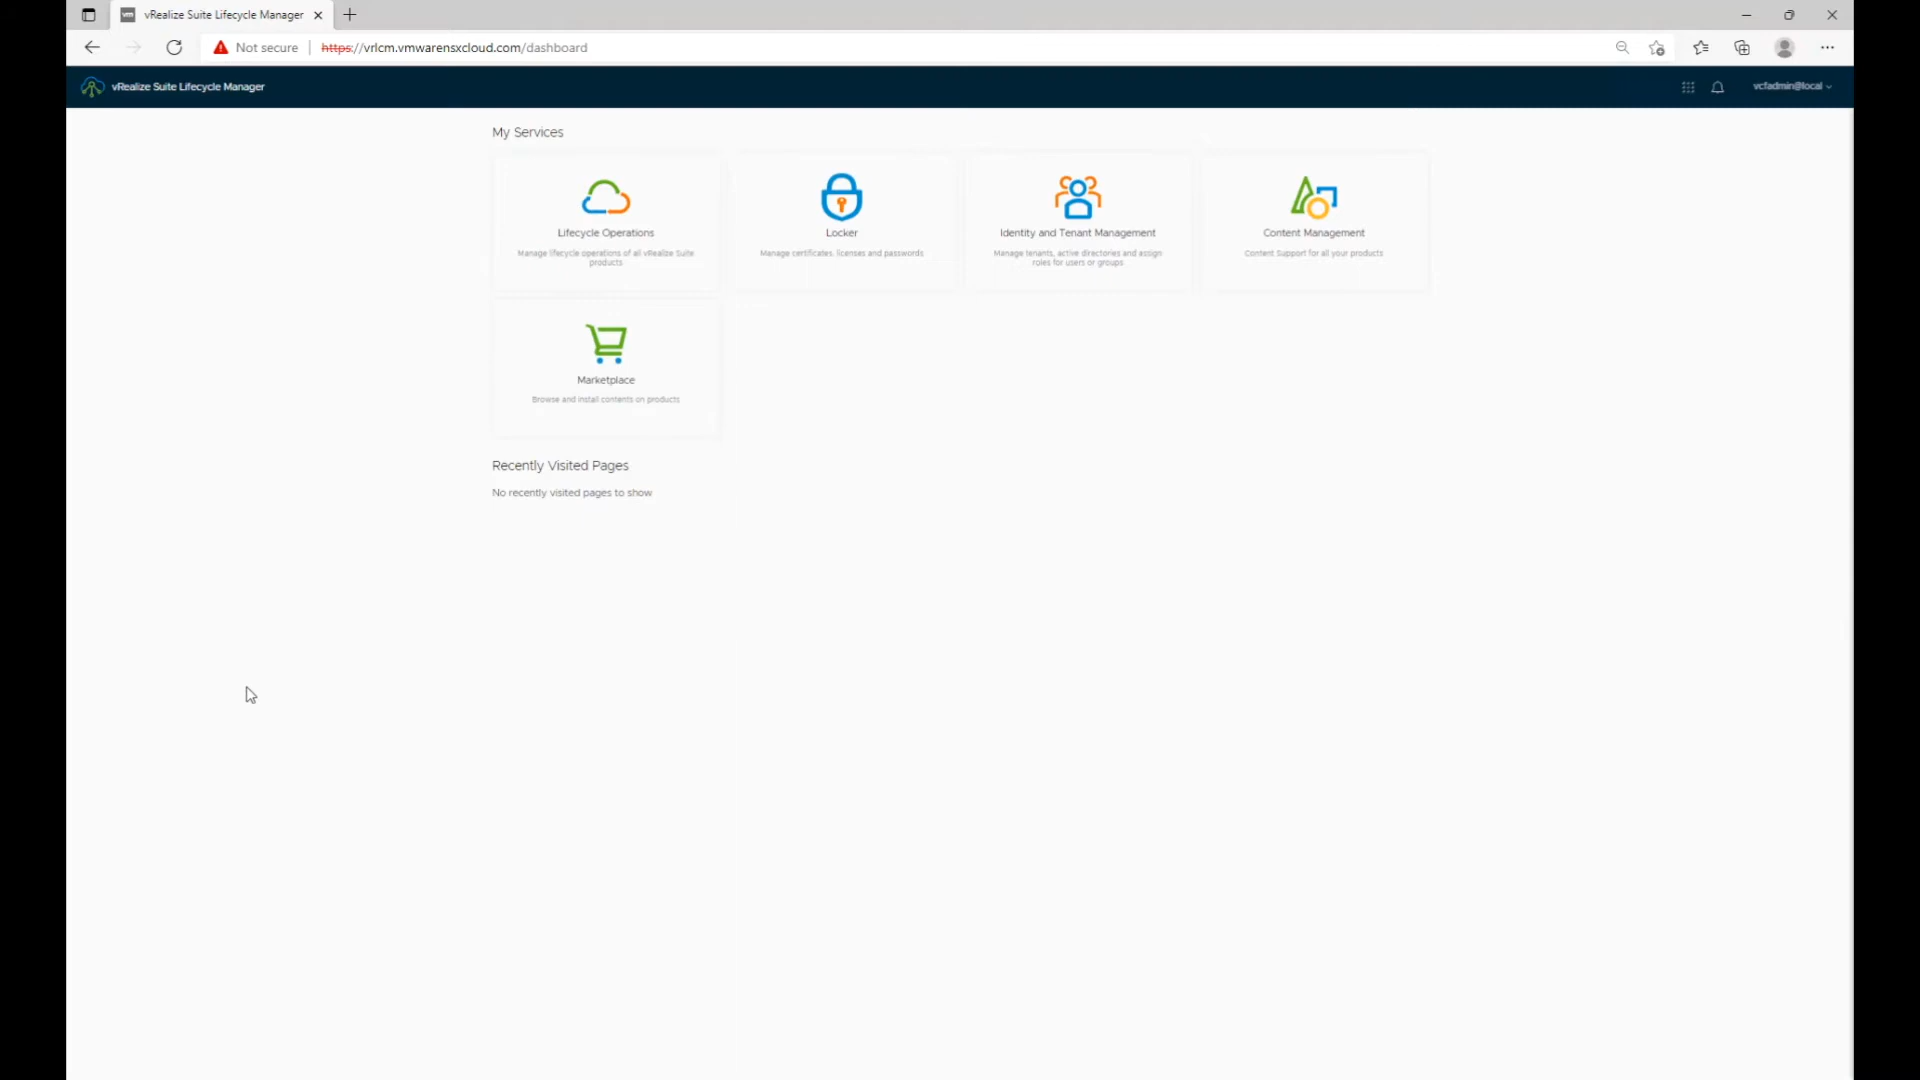 vm vRealize Suite Lifecycle Manager
Not secure | https://vrlcm.vmwarensxcloud.com/dashboard
vRealize Suite Lifecycle Manager
vcfadmin@local
My Services
Lifecycle Operations
Manage lifecycle operations of all vRealize Suite
products
Locker
Manage certificates, licenses and passwords
Identity and Tenant Management
Manage tenants, active directories and assign
roles for users or groups
Content Management
Content Support for all your products
Marketplace
Browse and install contents on products
Recently Visited Pages
No recently visited pages to show